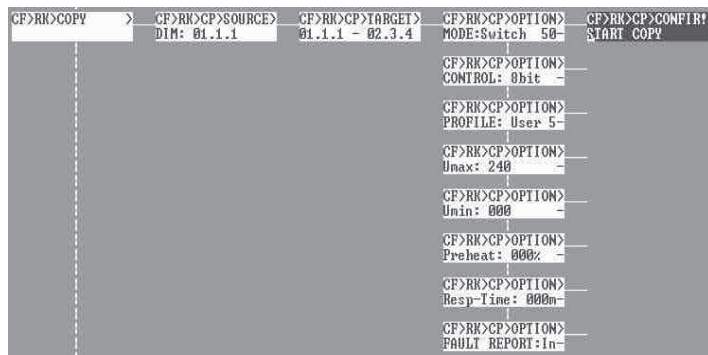 CF>RK>COPY >
CF>RK>CP>SOURCE>
DIM: 01.1.1
CF>RK>CP>TARGET>
01.1.1 - 02.3.4
CF>RK>CP>OPTION>
MODE:Switch 50-
CF>RK>CP>CONFIR!
START COPY
CF>RK>CP>OPTION>
CONTROL: 8bit -
CF>RK>CP>OPTION>
PROFILE: User 5-
CF>RK>CP>OPTION>
Umax: 240 -
CF>RK>CP>OPTION>
Umin: 000 -
CF>RK>CP>OPTION>
Preheat: 000% -
CF>RK>CP>OPTION>
Resp-Time: 000m-
CF>RK>CP>OPTION>
FAULT REPORT:In-